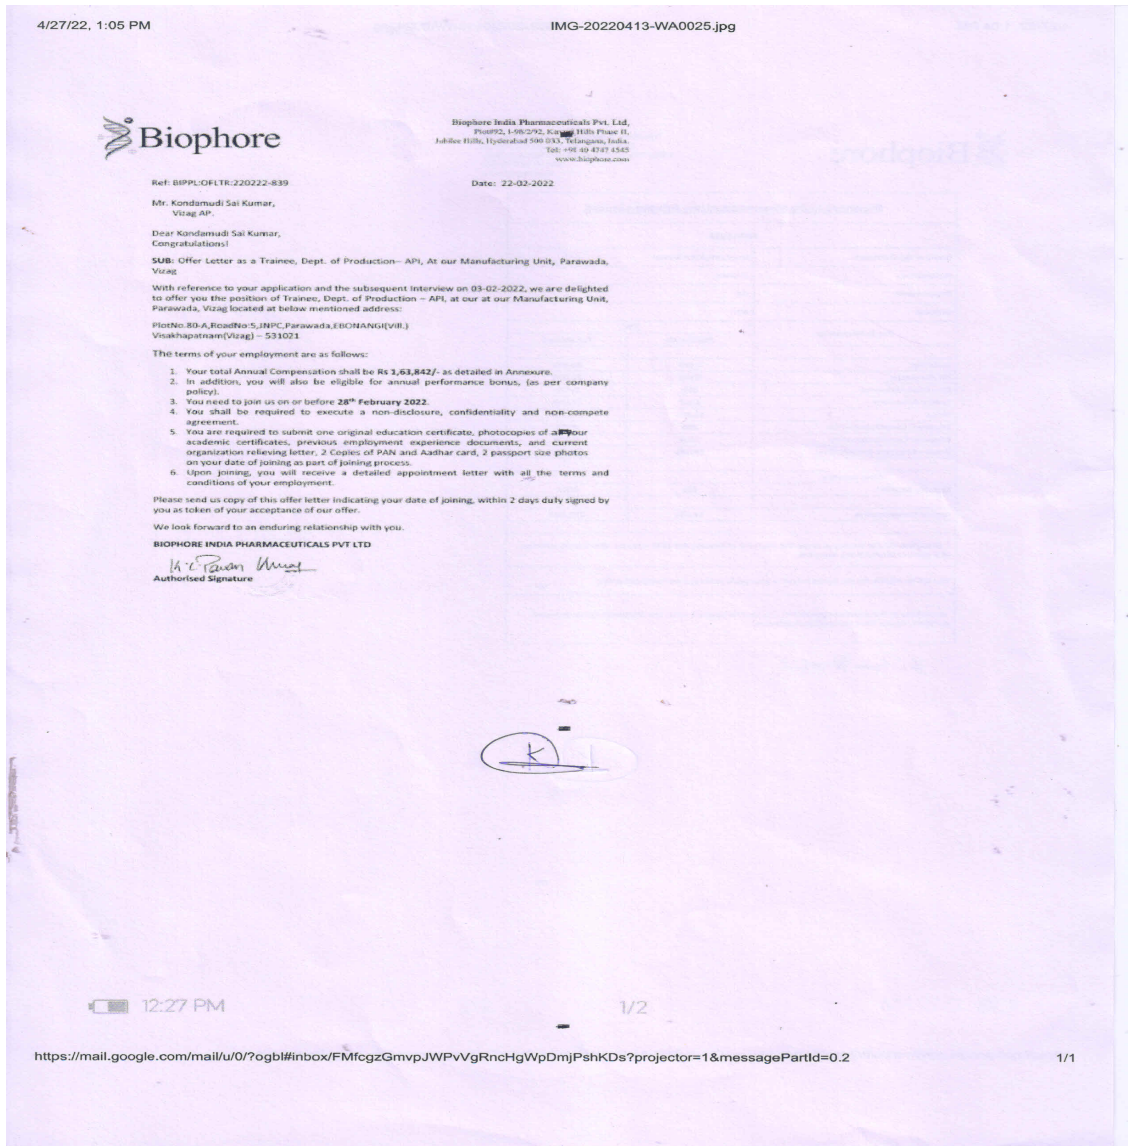 4/27/22, 1:05 PM
IMG-20220413-WA0025.jpg
Biophore
Biophore India Pharmaceuticals Pvt. Ltd,
Plot#92, 1-98/2/92, Kavuri Hills Phase II,
Jubilee Hills, Hyderabad 500 033, Telangana, India.
Tel: +91 40 4747 4545
www.biophore.com
Ref: BIPPL:OFLTR:220222-839
Date: 22-02-2022
Mr. Kondamudi Sai Kumar,
Vizag AP.
Dear Kondamudi Sai Kumar,
Congratulations!
SUB: Offer Letter as a Trainee, Dept. of Production– API, At our Manufacturing Unit, Parawada,
Vizag
With reference to your application and the subsequent Interview on 03-02-2022, we are delighted
to offer you the position of Trainee, Dept. of Production – API, at our at our Manufacturing Unit,
Parawada, Vizag located at below mentioned address:
PlotNo.80-A,RoadNo:5,JNPC,Parawada,EBONANGI(Vill.)
Visakhapatnam(Vizag) – 531021
The terms of your employment are as follows:
1. Your total Annual Compensation shall be Rs 1,63,842/- as detailed in Annexure.
2. In addition, you will also be eligible for annual performance bonus, (as per company
policy).
3. You need to join us on or before 28th February 2022.
4. You shall be required to execute a non-disclosure, confidentiality and non-compete
agreement.
5. You are required to submit one original education certificate, photocopies of your
academic certificates, previous employment experience documents, and current
organization relieving letter, 2 Copies of PAN and Aadhar card, 2 passport size photos
on your date of joining as part of joining process.
6. Upon joining, you will receive a detailed appointment letter with all the terms and
conditions of your employment.
Please send us copy of this offer letter indicating your date of joining, within 2 days duly signed by
you as token of your acceptance of our offer.
We look forward to an enduring relationship with you.
BIOPHORE INDIA PHARMACEUTICALS PVT LTD
Authorised Signature
K
12:27 PM
1/2
https://mail.google.com/mail/u/0/?ogbl#inbox/FMfcgzGmvpJWPvVgRncHgWpDmjPshKDs?projector=1&messagePartId=0.2
1/1